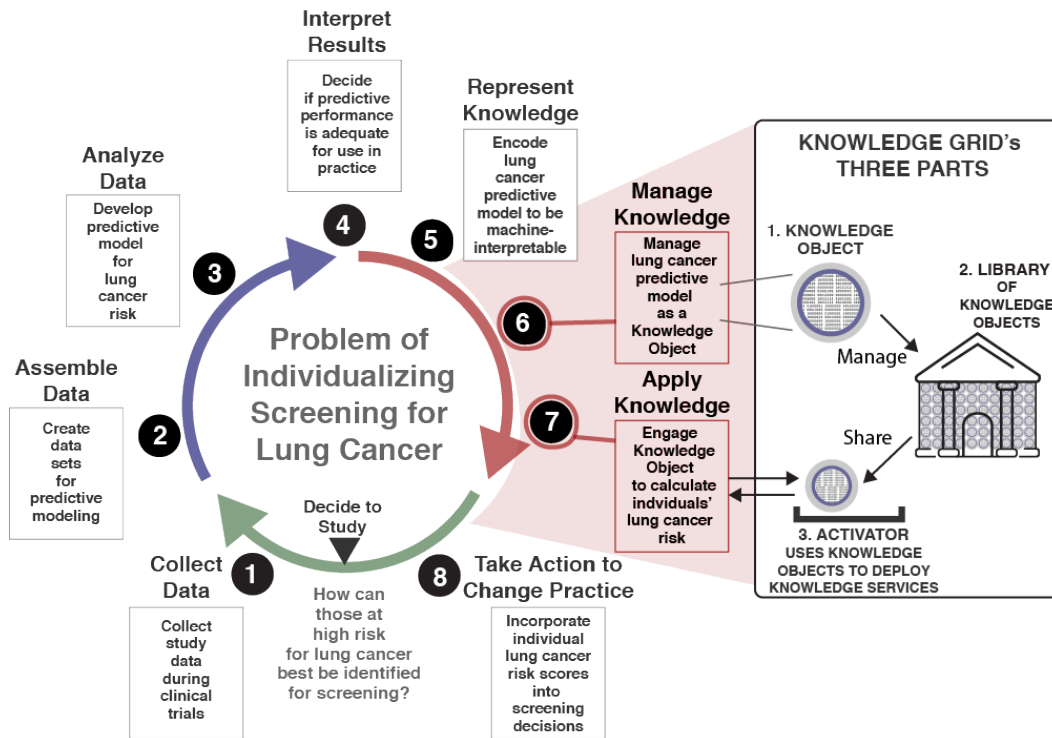 Interpret
Results
Decide
if predictive
performance
is adequate
for use in
practice
Represent
Knowledge
Encode
lung
cancer
predictive
model to be
machine-
interpretable
Analyze
Data
Develop
predictive
model
for
lung
cancer
risk
4
5
3
6
Manage
Knowledge
Manage
lung cancer
predictive
model
as a
Knowledge
Object
KNOWLEDGE GRID's
THREE PARTS
1. KNOWLEDGE
OBJECT
2. LIBRARY
OF
KNOWLEDGE
OBJECTS
Manage
Share
3. ACTIVATOR
USES KNOWLEDGE
OBJECTS TO DEPLOY
KNOWLEDGE SERVICES
Problem of
Individualizing
Screening for
Lung Cancer
Assemble
Data
Create
data
sets
for
predictive
modeling
2
7
Apply
Knowledge
Engage
Knowledge
Object
to calculate
indviduals'
lung cancer
risk
Decide to
Study
Collect
Data
1
Collect
study
data
during
clinical
trials
How can
those at
high risk
for lung cancer
best be identified
for screening?
8
Take Action to
Change Practice
Incorporate
individual
lung cancer
risk scores
into
screening
decisions